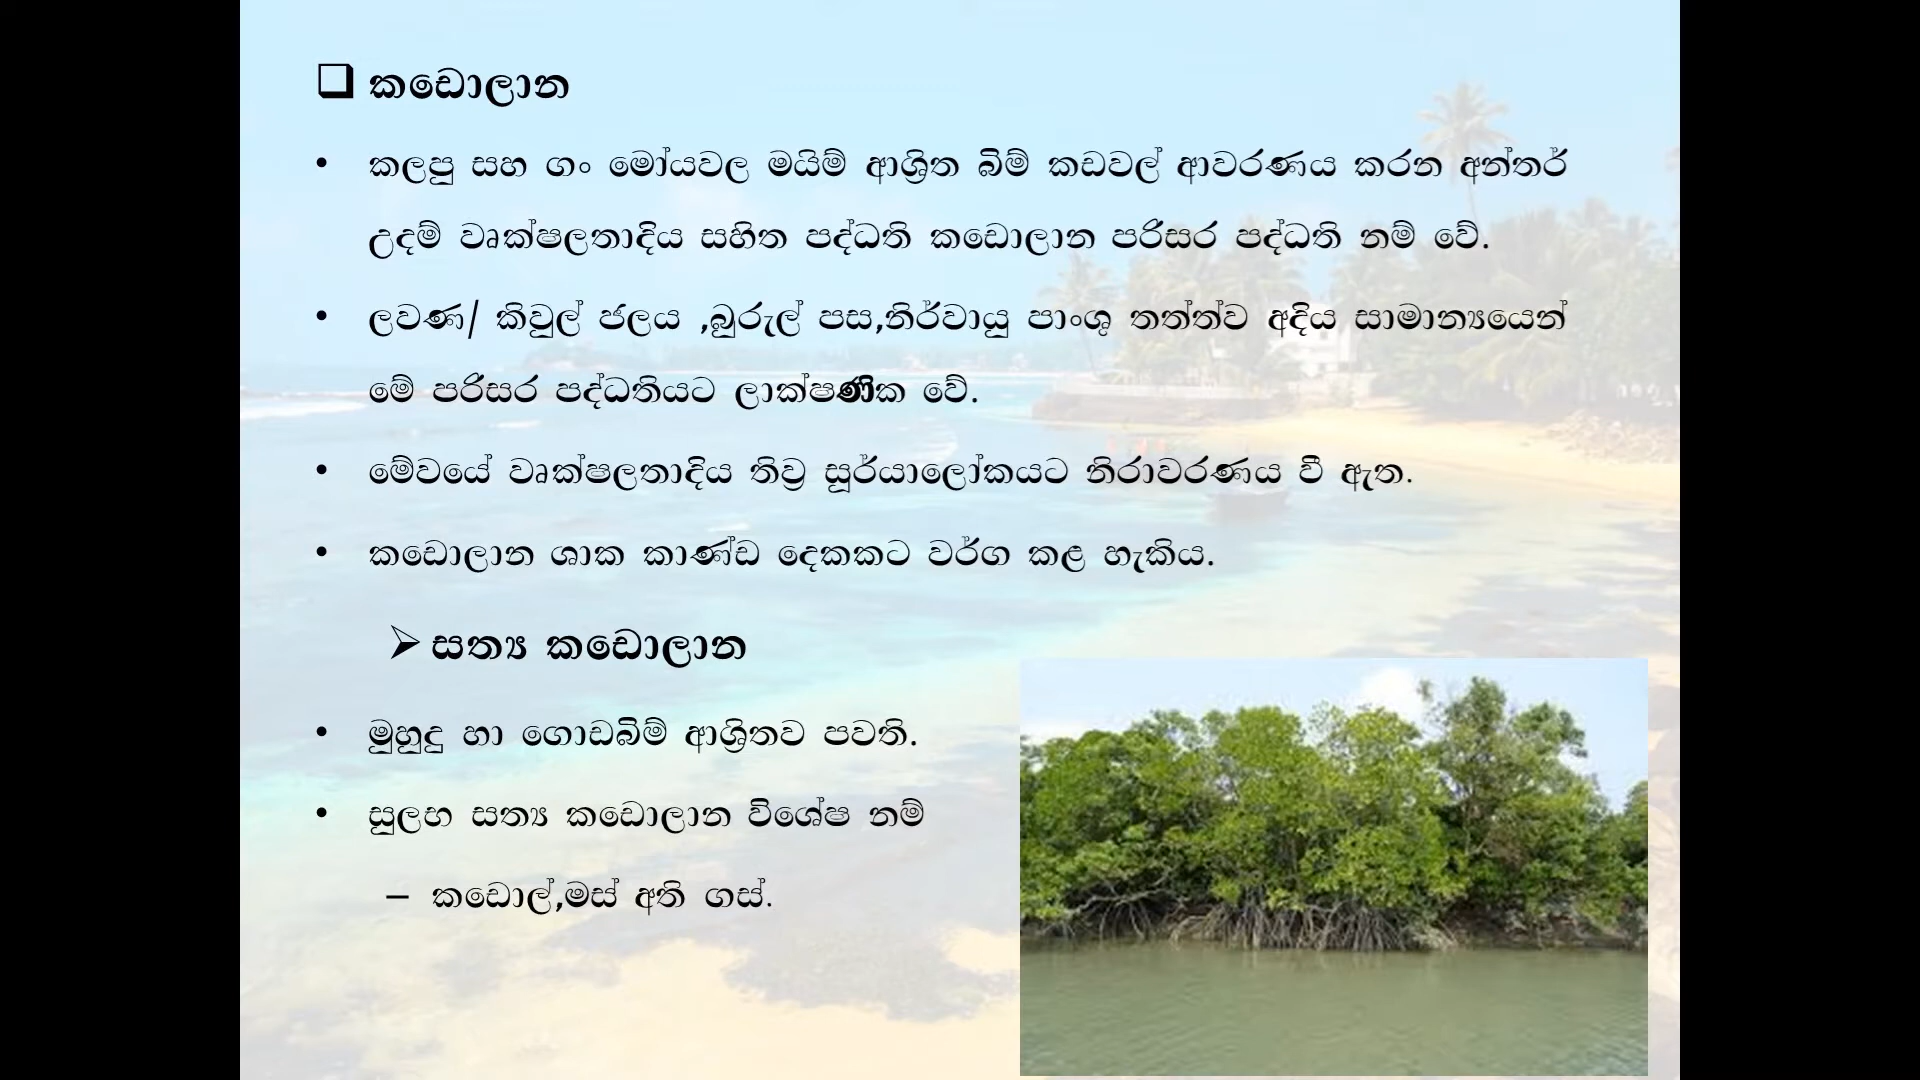 කඩොලාන
• කලපු සහ ගං මෝයවල මයිම් ආශ්‍රිත බිම් කඩවල් ආවරණය කරන අන්තර්
උදම් වෘක්ෂලතාදිය සහිත පද්ධති කඩොලාන පරිසර පද්ධති නම් වේ.
• ලවණ/ කිවුල් ජලය ,බුරුල් පස,නිර්වායු පාංශු තත්ත්ව අදිය සාමාන්‍යයෙන්
මේ පරිසර පද්ධතියට ලාක්ෂණික වේ.
• මේවයේ වෘක්ෂලතාදිය තිව්‍ර සූර්යාලෝකයට නිරාවරණය වී ඇත.
• කඩොලාන ශාක කාණ්ඩ දෙකකට වර්ග කළ හැකිය.
සත්‍ය කඩොලාන
• මුහුදු හා ගොඩබිම් ආශ්‍රිතව පවති.
• සුලභ සත්‍ය කඩොලාන විශේෂ නම්
– කඩොල්,මස් අති ගස්.